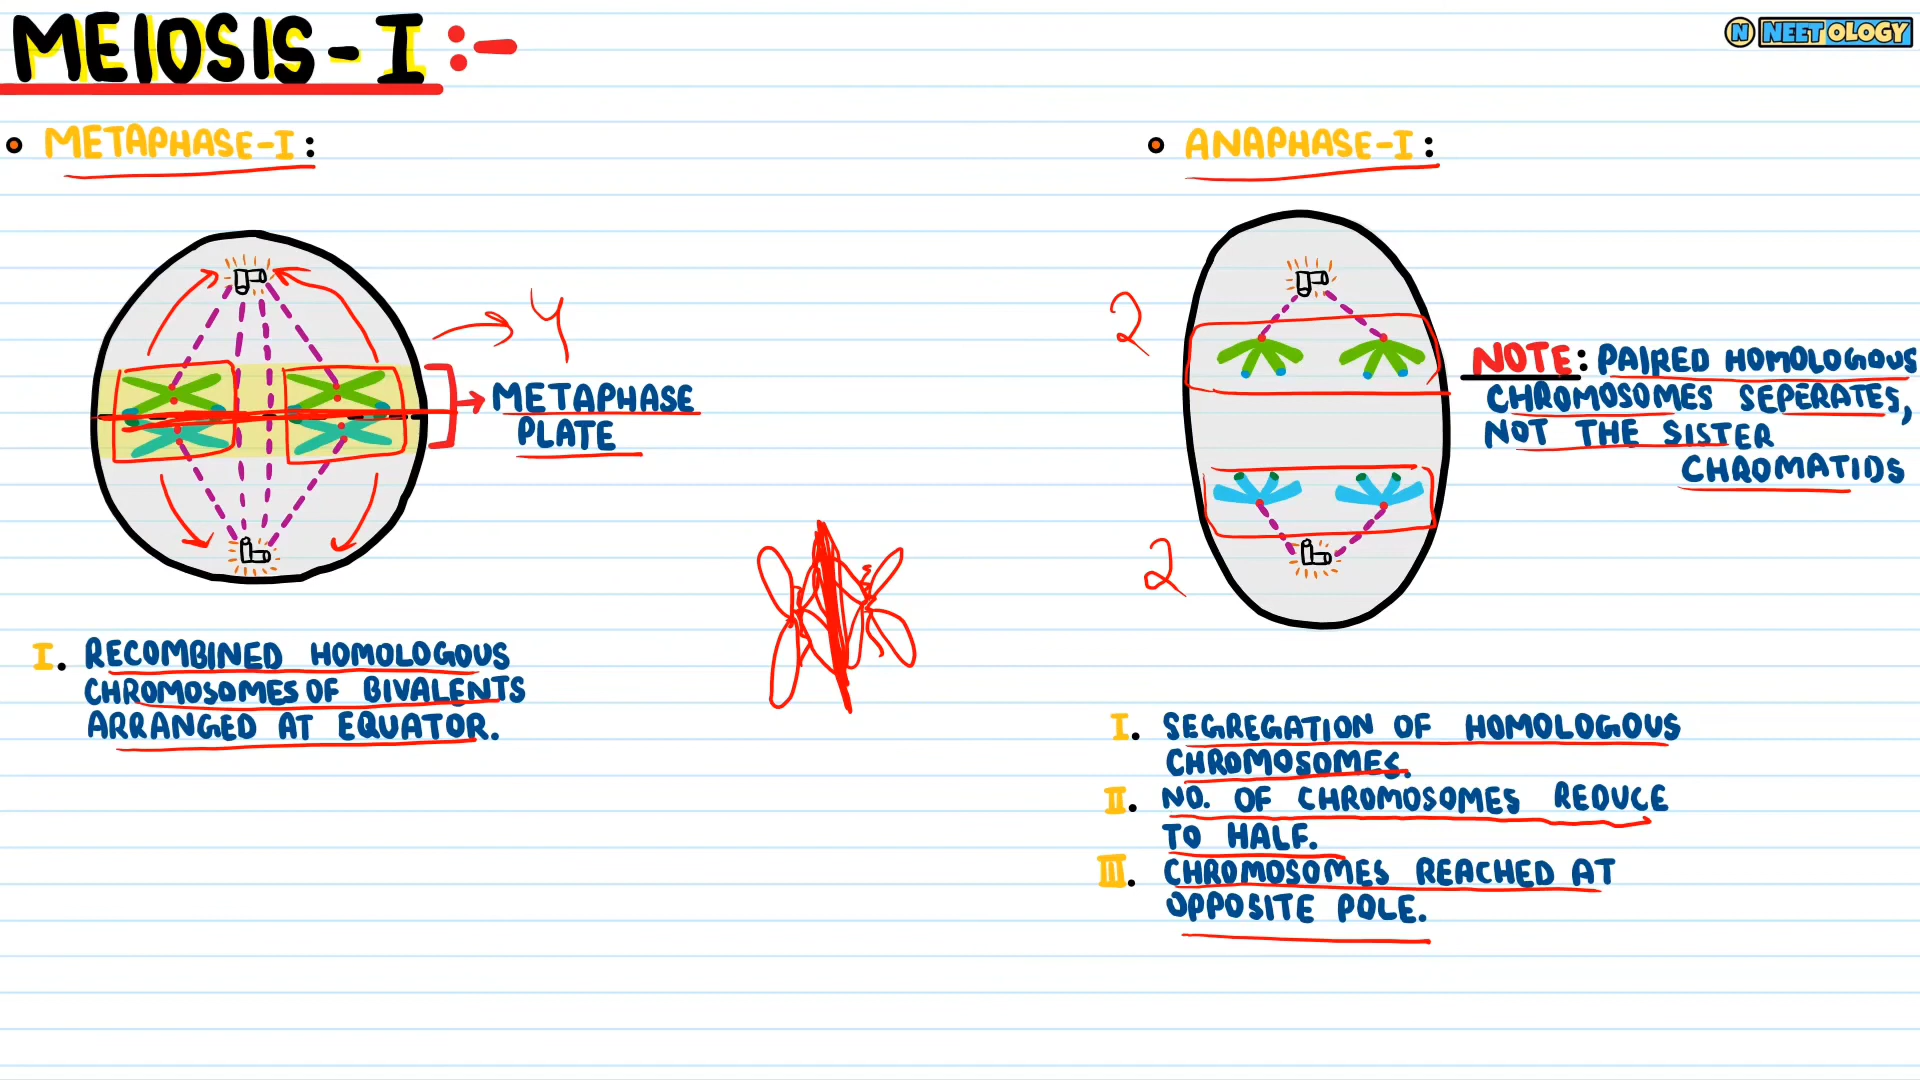 MEIOSIS-I :-
N NEETOLOGY
METAPHASE-I :
4
METAPHASE
PLATE
I. RECOMBINED HOMOLOGOUS
CHROMOSOMES OF BIVALENTS
ARRANGED AT EQUATOR.
ANAPHASE-I :
2
2
NOTE: PAIRED HOMOLOGOUS
CHROMOSOMES SEPERATES,
NOT THE SISTER
CHROMATIDS
I. SEGREGATION OF HOMOLOGOUS
CHROMOSOMES.
II. NO. OF CHROMOSOMES REDUCE
TO HALF.
III. CHROMOSOMES REACHED AT
OPPOSITE POLE.